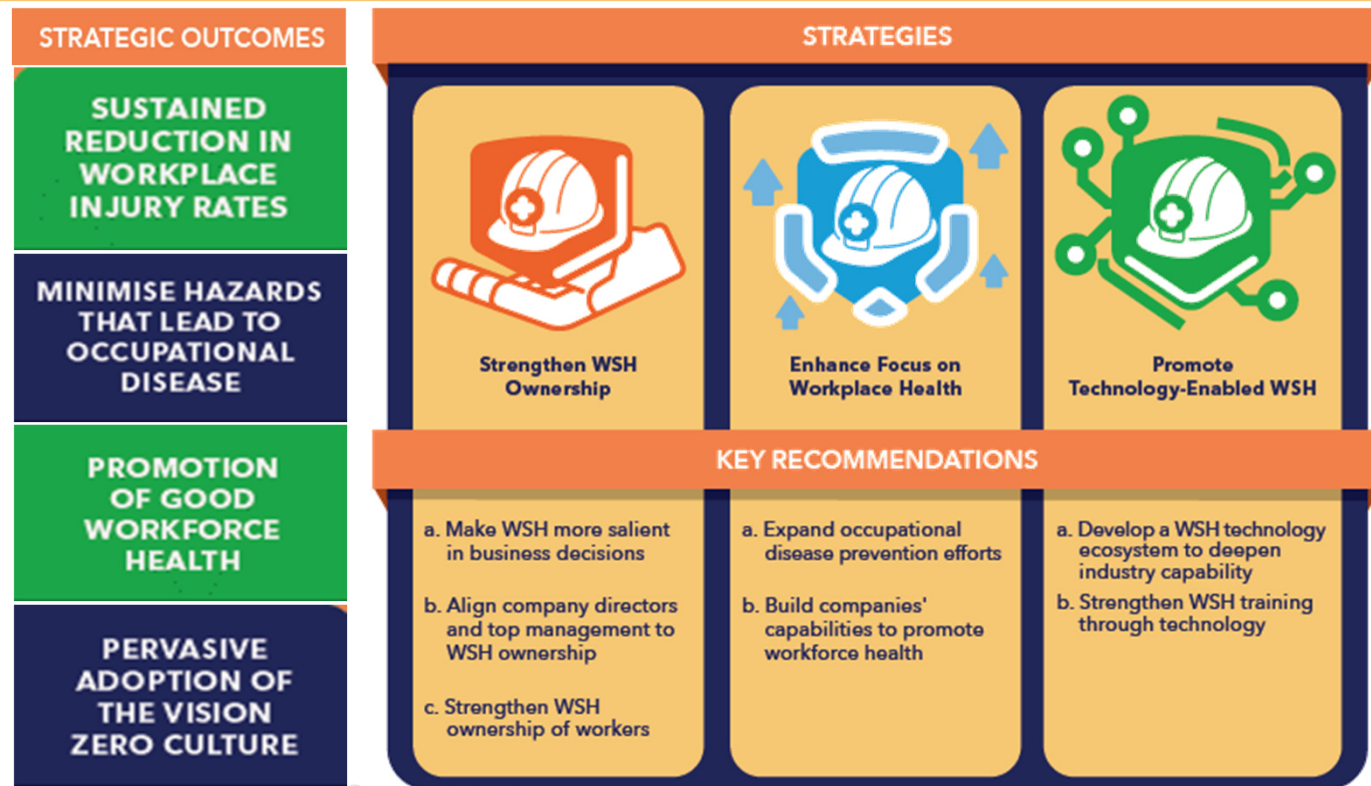 STRATEGIC OUTCOMES
SUSTAINED
REDUCTION IN
WORKPLACE
INJURY RATES
MINIMISE HAZARDS
THAT LEAD TO
OCCUPATIONAL
DISEASE
PROMOTION
OF GOOD
WORKFORCE
HEALTH
PERVASIVE
ADOPTION OF
THE VISION
ZERO CULTURE
STRATEGIES
Strengthen WSH
Ownership
Enhance Focus on
Workplace Health
Promote
Technology-Enabled WSH
KEY RECOMMENDATIONS
a. Make WSH more salient
in business decisions
b. Align company directors
and top management to
WSH ownership
c. Strengthen WSH
ownership of workers
a. Expand occupational
disease prevention efforts
b. Build companies'
capabilities to promote
workforce health
a. Develop a WSH technology
ecosystem to deepen
industry capability
b. Strengthen WSH training
through technology